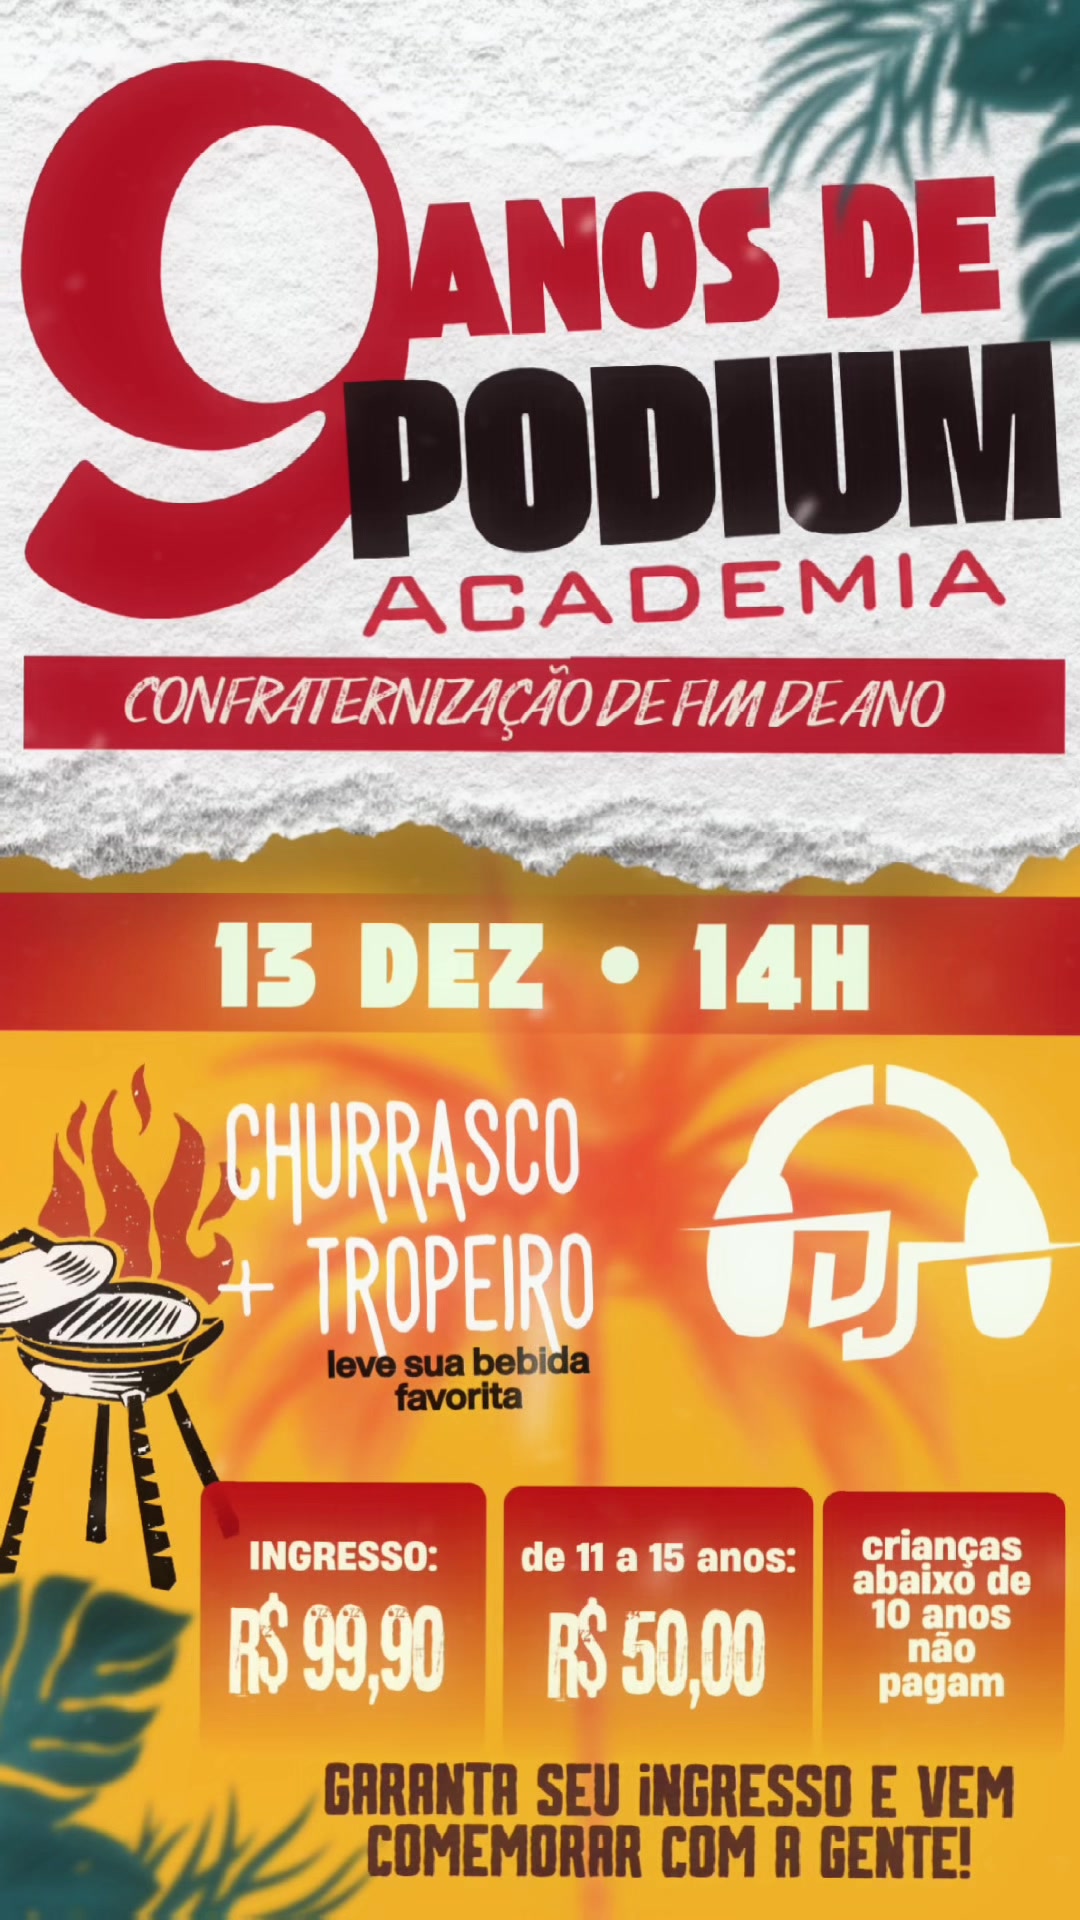 9 ANOS DE
PODIUM
ACADEMIA
CONFRATERNIZAÇÃO DE FIM DE ANO
13 DEZ • 14H
CHURRASCO
+ TROPEIRO
leve sua bebida
favorita
DJ
INGRESSO:
R$ 99,90
de 11 a 15 anos:
R$ 50,00
crianças
abaixo de
10 anos
não
pagam
GARANTA SEU iNGRESSO E VEM
COMEMORAR COM A GENTE!